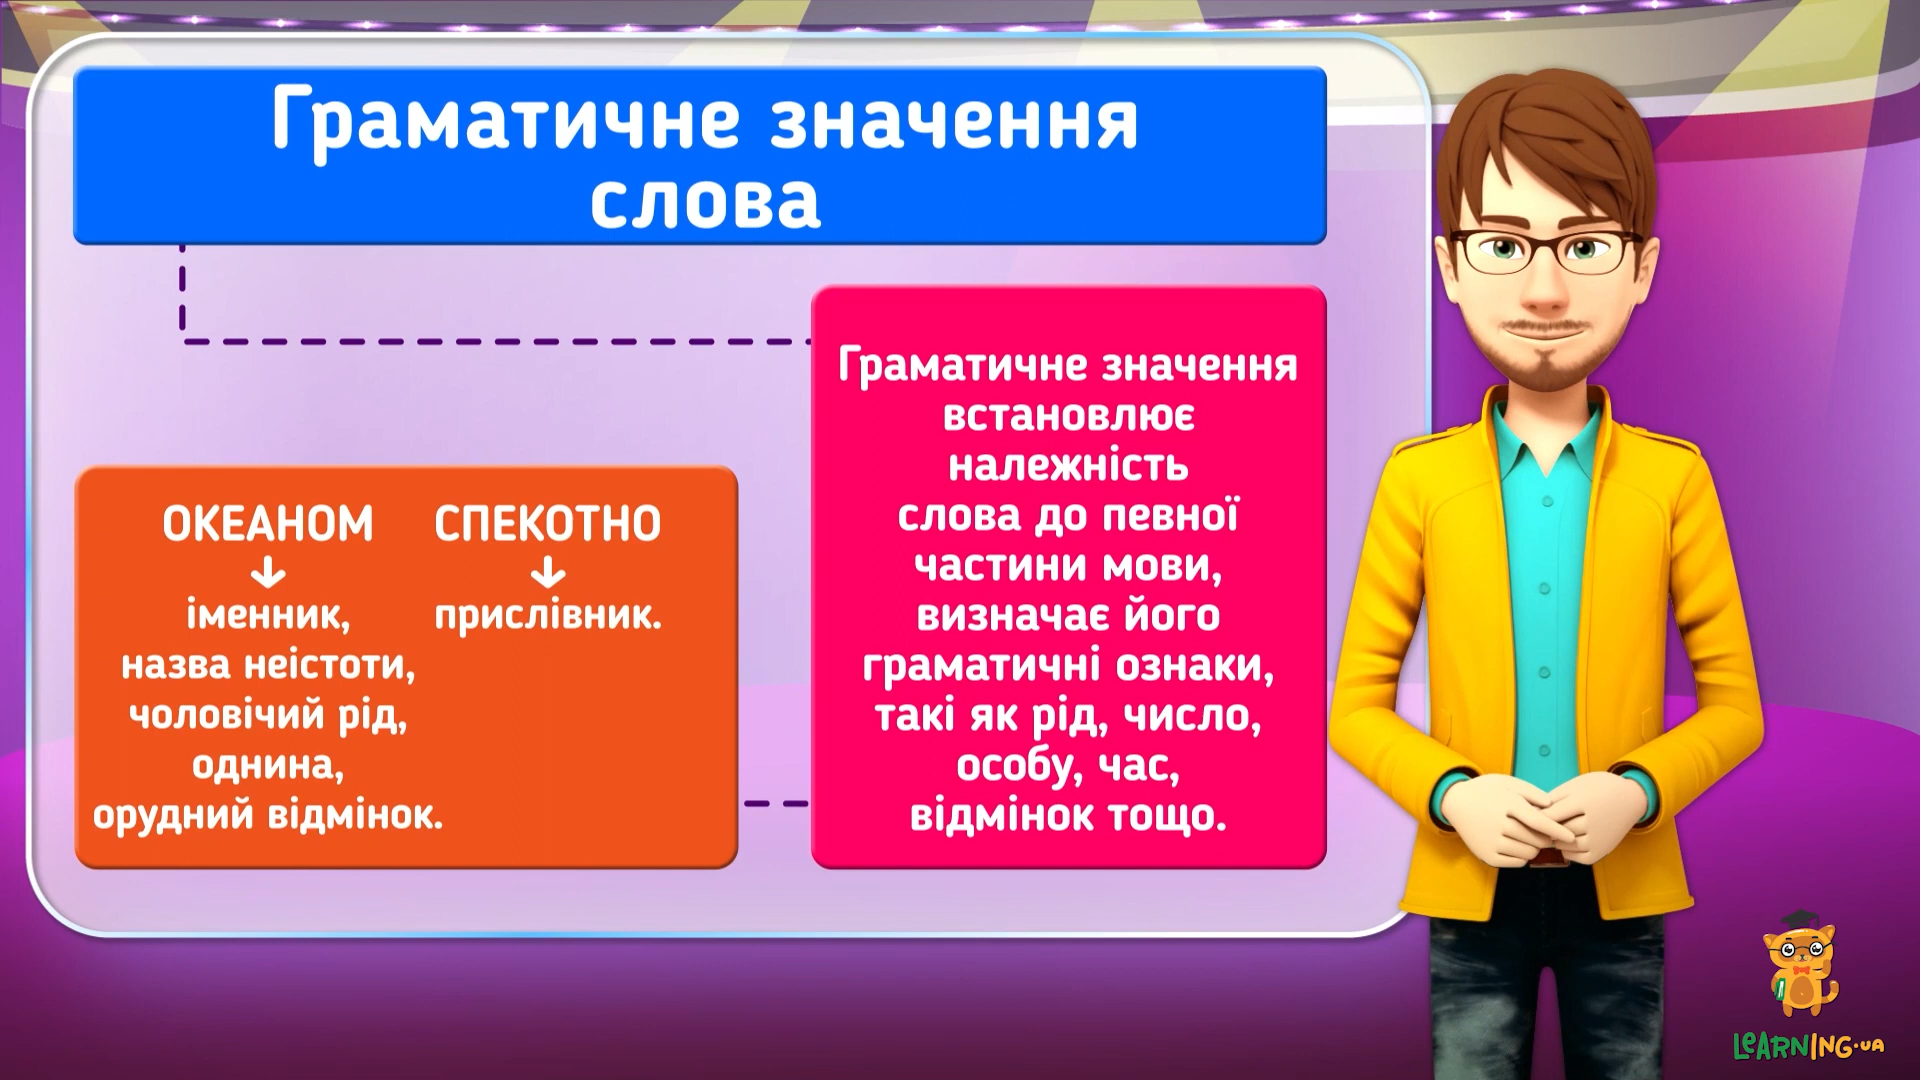 Граматичне значення
слова
Граматичне значення
встановлює
належність
слова до певної
частини мови,
визначає його
граматичні ознаки,
такі як рід, число,
особу, час,
відмінок тощо.
ОКЕАНОМ
↓
іменник,
назва неістоти,
чоловічий рід,
однина,
орудний відмінок.
СПЕКОТНО
↓
прислівник.
LEARNING.UA